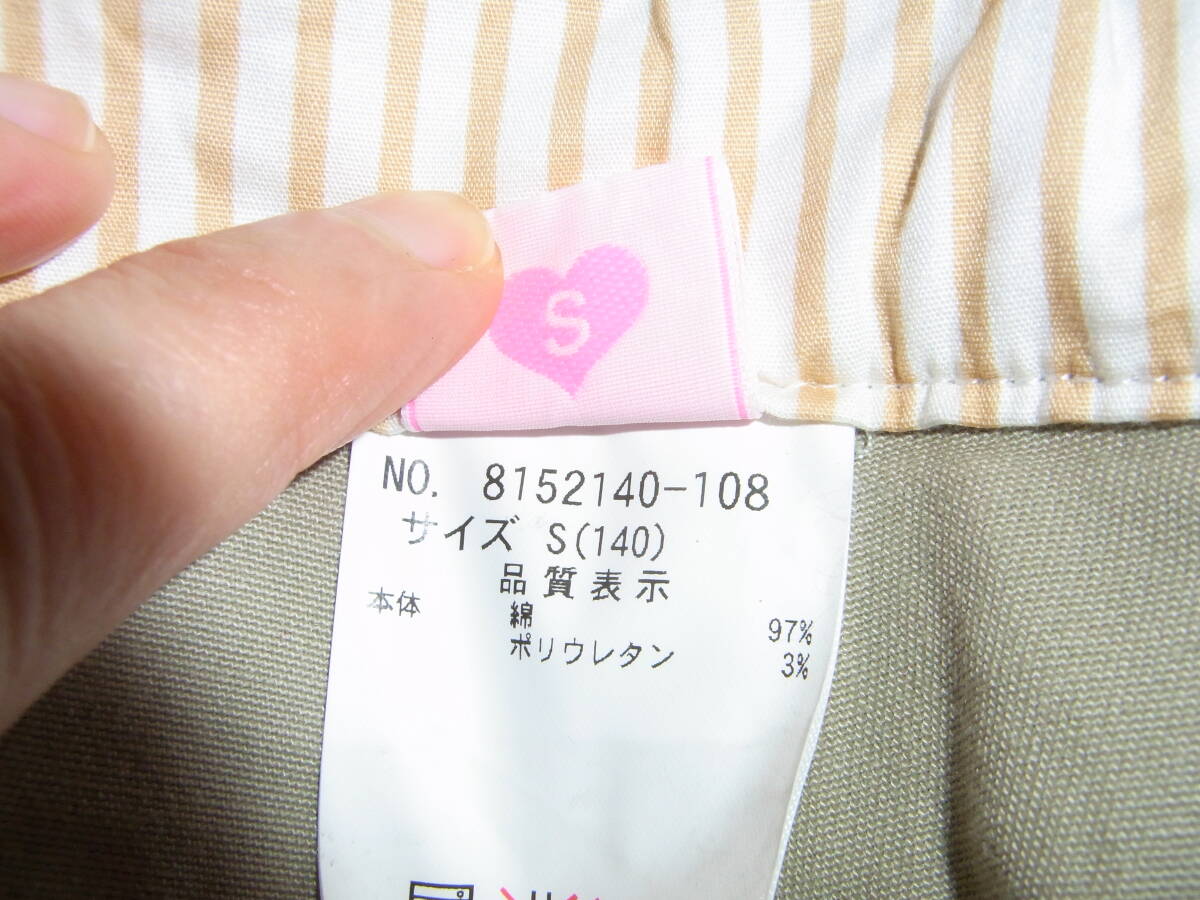 S
NO. 8152140-108
サイズ S(140)
品質表示
本体 綿 97%
ポリウレタン 3%